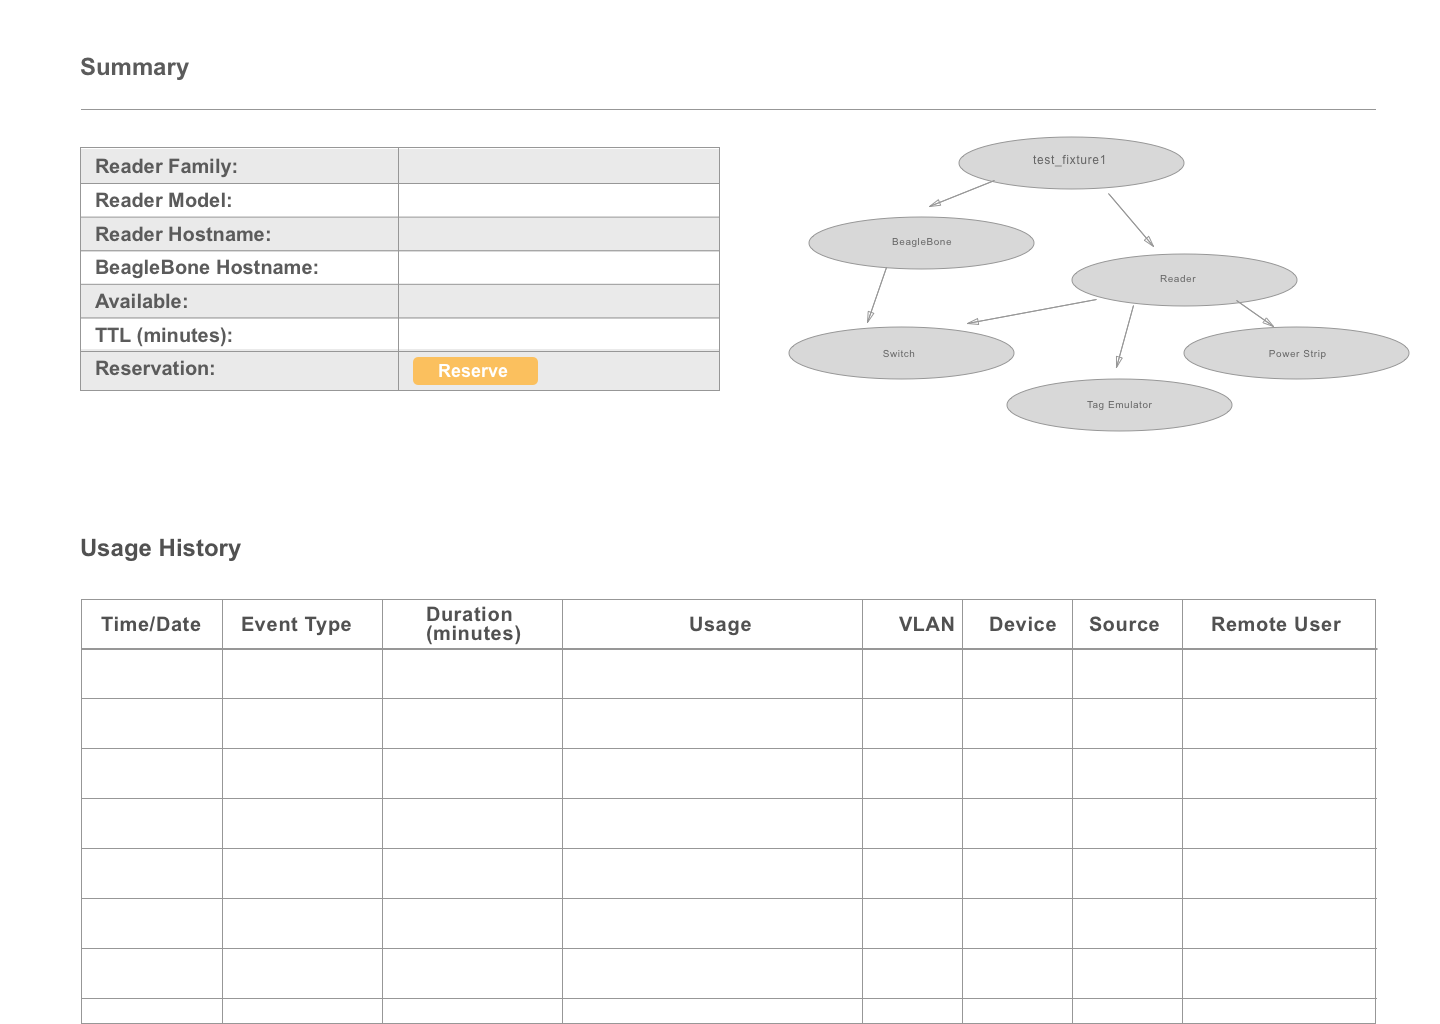 Summary
Reader Family:
Reader Model:
Reader Hostname:
BeagleBone Hostname:
Available:
TTL (minutes):
Reservation:
Reserve
test_fixture1
BeagleBone
Reader
Switch
Power Strip
Tag Emulator
Usage History
Time/Date
Event Type
Duration
(minutes)
Usage
VLAN
Device
Source
Remote User